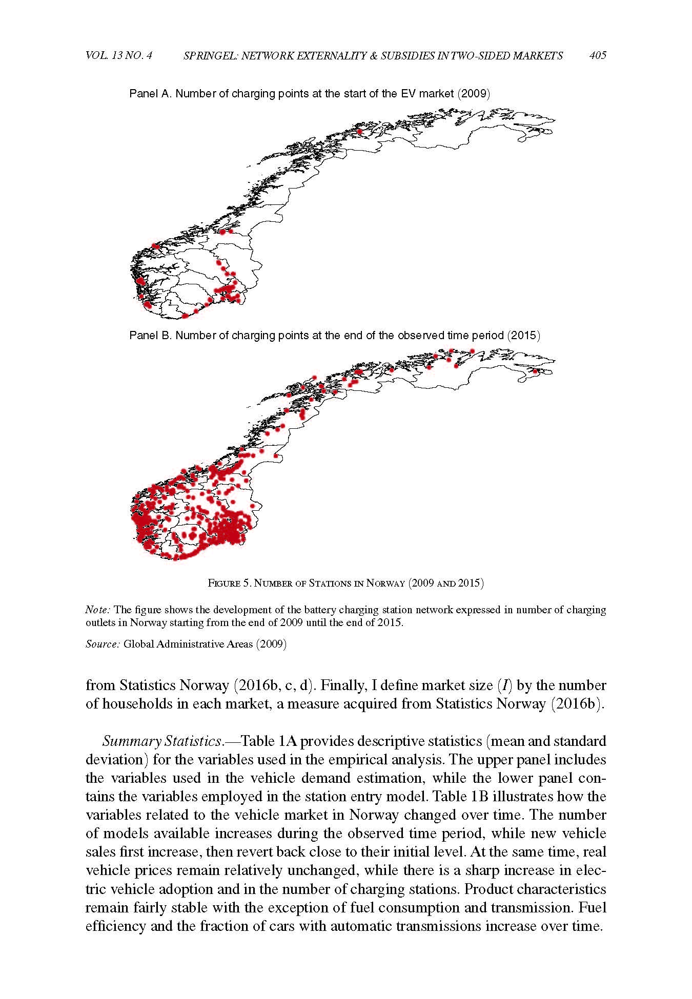 VOL. 13 NO. 4 SPRINGEL: NETWORK EXTERNALITY & SUBSIDIES IN TWO-SIDED MARKETS 405
Panel A. Number of charging points at the start of the EV market (2009)
Panel B. Number of charging points at the end of the observed time period (2015)
Figure 5. Number of Stations in Norway (2009 and 2015)
Note: The figure shows the development of the battery charging station network expressed in number of charging
outlets in Norway starting from the end of 2009 until the end of 2015.
Source: Global Administrative Areas (2009)
from Statistics Norway (2016b, c, d). Finally, I define market size (I) by the number
of households in each market, a measure acquired from Statistics Norway (2016b).
Summary Statistics.—Table 1A provides descriptive statistics (mean and standard
deviation) for the variables used in the empirical analysis. The upper panel includes
the variables used in the vehicle demand estimation, while the lower panel con-
tains the variables employed in the station entry model. Table 1B illustrates how the
variables related to the vehicle market in Norway changed over time. The number
of models available increases during the observed time period, while new vehicle
sales first increase, then revert back close to their initial level. At the same time, real
vehicle prices remain relatively unchanged, while there is a sharp increase in elec-
tric vehicle adoption and in the number of charging stations. Product characteristics
remain fairly stable with the exception of fuel consumption and transmission. Fuel
efficiency and the fraction of cars with automatic transmissions increase over time.